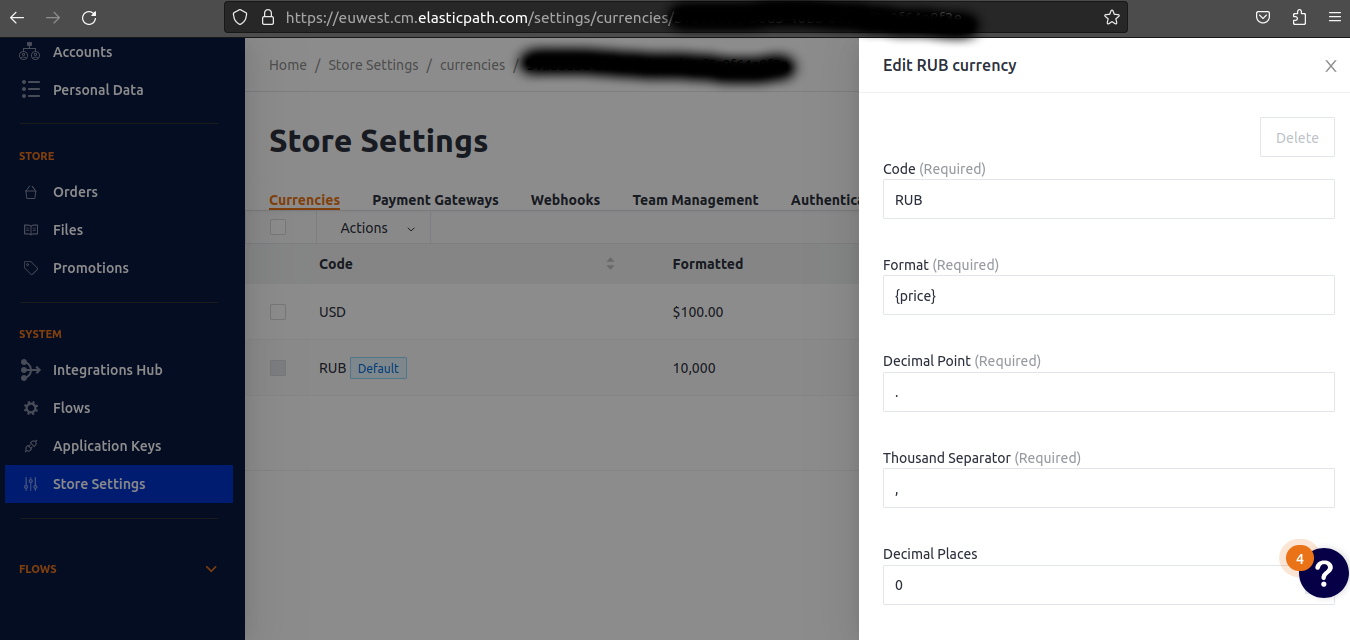 https://euwest.cm.elasticpath.com/settings/currencies/
Accounts
Personal Data
STORE
Orders
Files
Promotions
SYSTEM
Integrations Hub
Flows
Application Keys
Store Settings
FLOWS
Home / Store Settings / currencies /
Store Settings
Currencies Payment Gateways Webhooks Team Management Authentica
Actions
Code Formatted
USD $100.00
RUB Default 10,000
Edit RUB currency
Delete
Code (Required)
RUB
Format (Required)
{price}
Decimal Point (Required)
.
Thousand Separator (Required)
,
Decimal Places
0
4
?